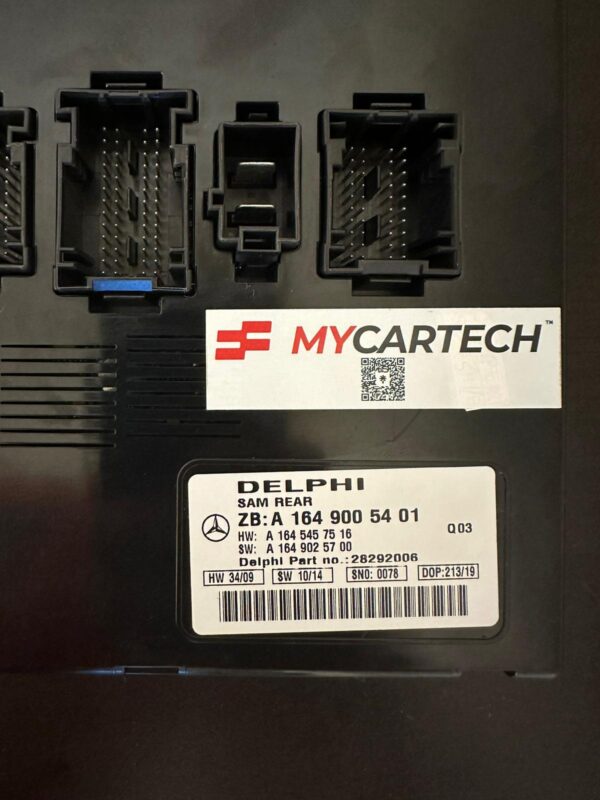 MYCARTECH™
DELPHI
SAM REAR
ZB: A 164 900 54 01
HW: A 164 545 75 16
Q03
SW: A 164 902 57 00
Delphi Part no.:28292006
HW 34/09 SW 10/14 SNO: 0078 DOP:213/19